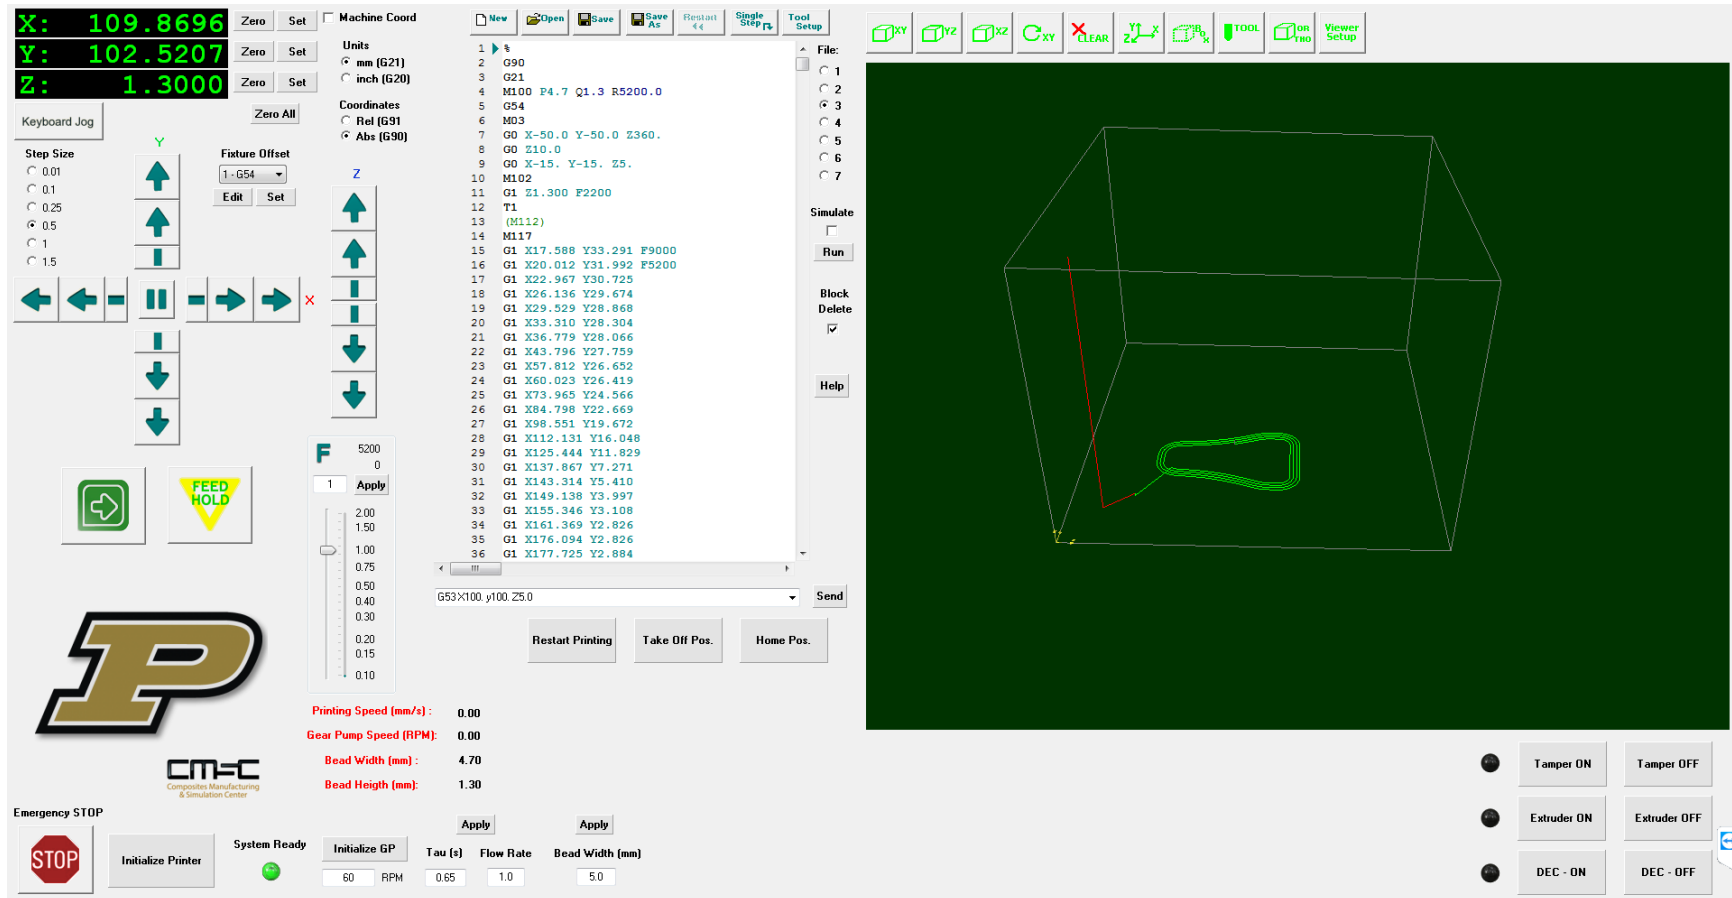 X: 109.8696 Zero Set
Y: 102.5207 Zero Set
Z: 1.3000 Zero Set
Zero All
Keyboard Jog
Machine Coord
Units
mm (G21)
inch (G20)
Coordinates
Rel (G91
Abs (G90)
Step Size
0.01
0.1
0.25
0.5
1
1.5
Y
Fixture Offset
1 - G54
Edit Set
Z
X
FEED
HOLD
F 5200
0
1 Apply
2.00
1.50
1.00
0.75
0.50
0.40
0.30
0.20
0.15
0.10
New Open Save Save As Restart Single Step Tool Setup
1 %
2 G90
3 G21
4 M100 P4.7 Q1.3 R5200.0
5 G54
6 M03
7 G0 X-50.0 Y-50.0 Z360.
8 G0 Z10.0
9 G0 X-15. Y-15. Z5.
10 M102
11 G1 Z1.300 F2200
12 T1
13 (M112)
14 M117
15 G1 X17.588 Y33.291 F9000
16 G1 X20.012 Y31.992 F5200
17 G1 X22.967 Y30.725
18 G1 X26.136 Y29.674
19 G1 X29.529 Y28.868
20 G1 X33.310 Y28.304
21 G1 X36.779 Y28.066
22 G1 X43.796 Y27.759
23 G1 X57.812 Y26.652
24 G1 X60.023 Y26.419
25 G1 X73.965 Y24.566
26 G1 X84.798 Y22.669
27 G1 X98.551 Y19.672
28 G1 X112.131 Y16.048
29 G1 X125.444 Y11.829
30 G1 X137.867 Y7.271
31 G1 X143.314 Y5.410
32 G1 X149.138 Y3.997
33 G1 X155.346 Y3.108
34 G1 X161.369 Y2.826
35 G1 X176.094 Y2.826
36 G1 X177.725 Y2.884
File:
1
2
3
4
5
6
7
Simulate
Run
Block
Delete
Help
G53 X100. y100. Z5.0
Send
Restart Printing Take Off Pos. Home Pos.
XY YZ XZ XY CLEAR Y X Z BOX TOOL OR THO Viewer Setup
P
CMSC
Composites Manufacturing
& Simulation Center
Printing Speed (mm/s) : 0.00
Gear Pump Speed (RPM): 0.00
Bead Width (mm) : 4.70
Bead Heigth (mm): 1.30
Emergency STOP
STOP
Initialize Printer
System Ready
Initialize GP
60 RPM
Apply
Tau (s) Flow Rate
0.65 1.0
Apply
Bead Width (mm)
5.0
Tamper ON Tamper OFF
Extruder ON Extruder OFF
DEC - ON DEC - OFF